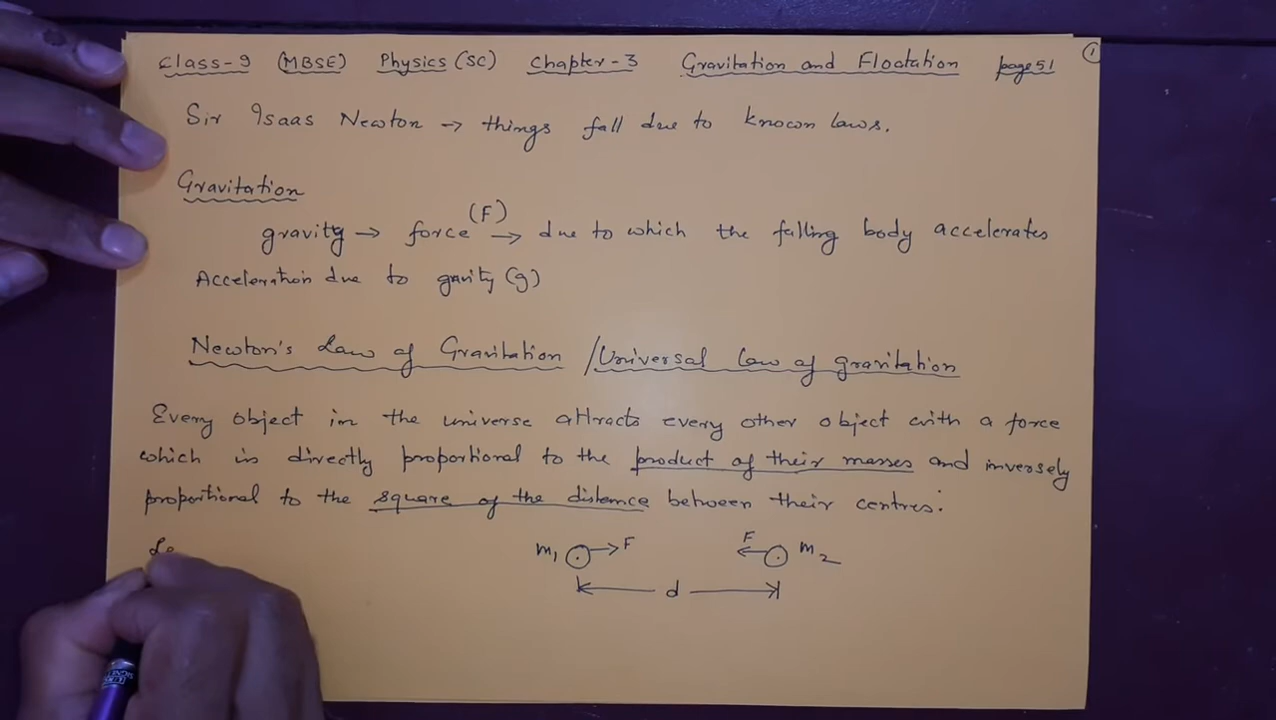 Class-9 (MBSE) Physics (SC) Chapter-3 Gravitation and Floatation page 51 1
Sir Isaas Newton → things fall due to known laws.
Gravitation
gravity → force (F) → due to which the falling body accelerates
Acceleration due to gravity (g)
Newton's Law of Gravitation / Universal Law of gravitation
Every object in the universe attracts every other object with a force
which is directly proportional to the product of their masses and inversely
proportional to the square of the distance between their centres.
Le
m1 F F m2
d